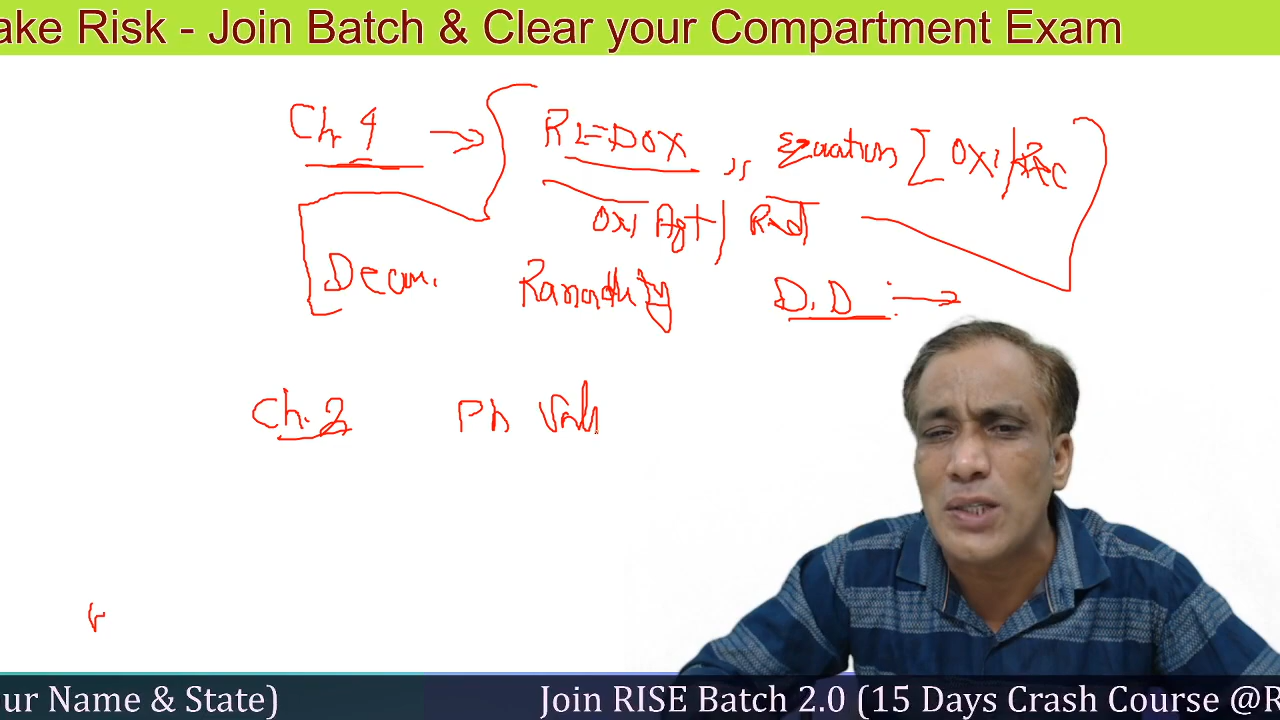 ake Risk - Join Batch & Clear your Compartment Exam
Ch 4 → REDOX ,, Equation [ Oxi/
Oxi Agt | Red
Decom. D.D : →
Ch. 2 Ph
ur Name & State) Join RISE Batch 2.0 (15 Days Crash Course @R